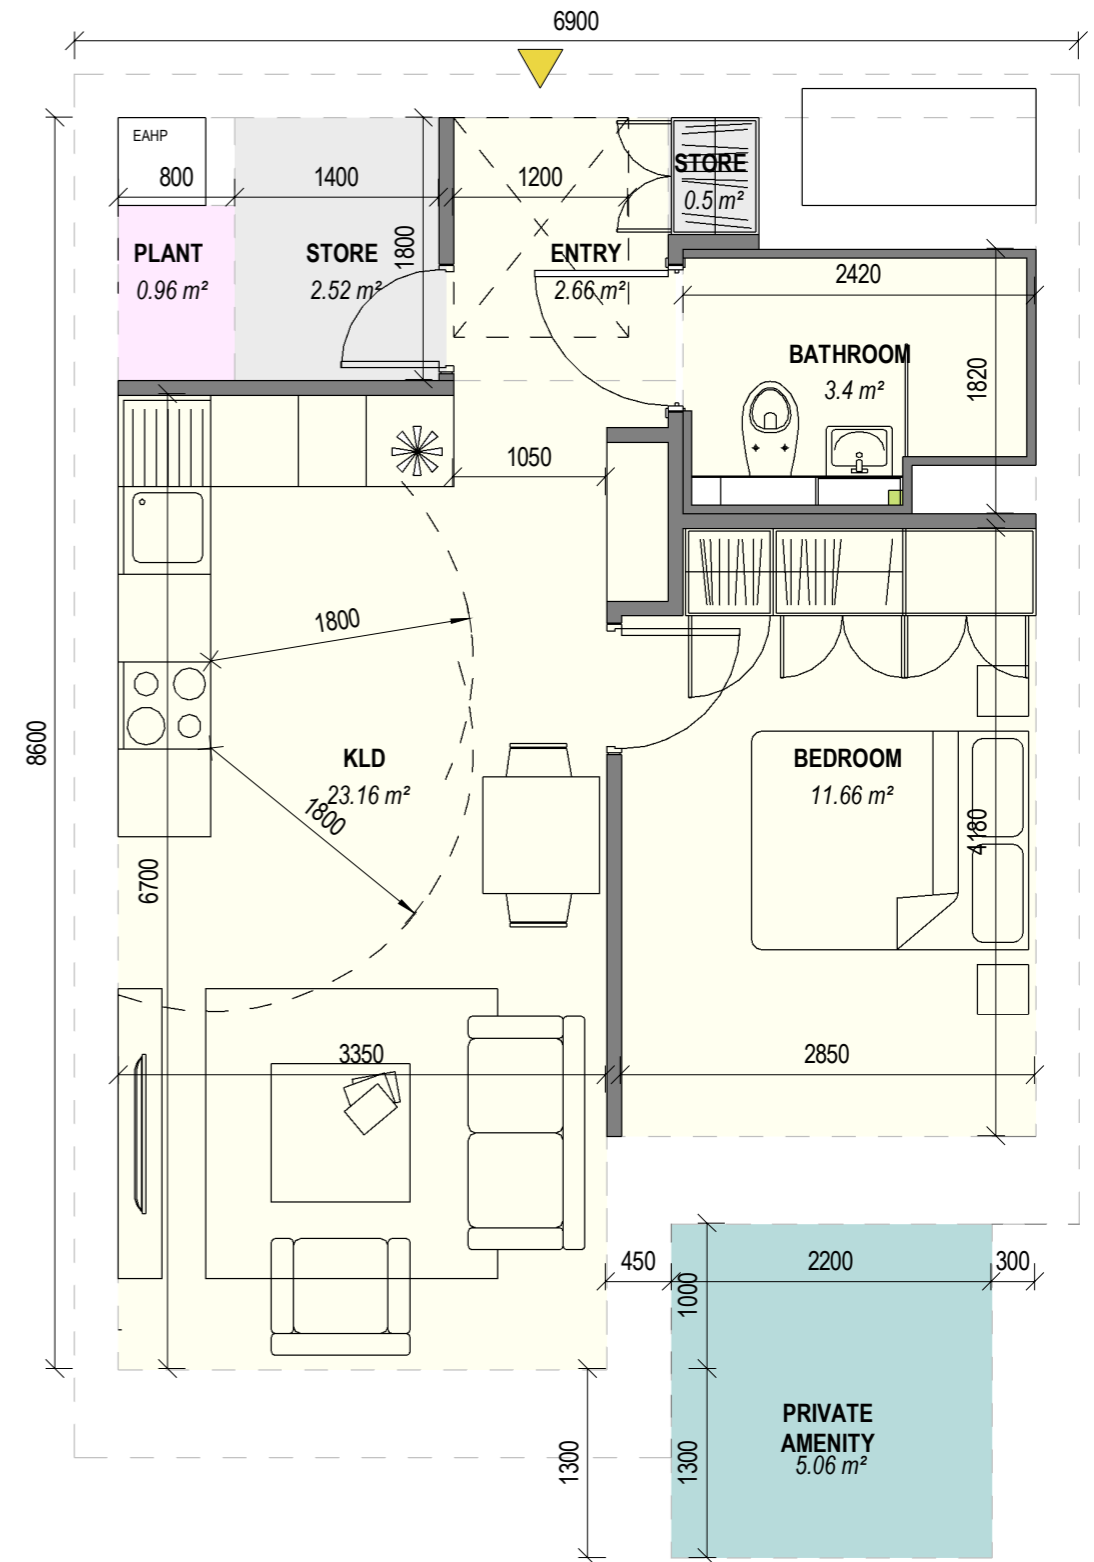 6900
EAHP
800
1400
1200
STORE
0.5 m²
PLANT
0.96 m²
STORE
2.52 m²
1800
ENTRY
2.66 m²
2420
BATHROOM
3.4 m²
1820
1050
1800
8600
KLD
23.16 m²
1800
6700
BEDROOM
11.66 m²
4180
3350
2850
450
2200
300
1000
1300
1300
PRIVATE
AMENITY
5.06 m²